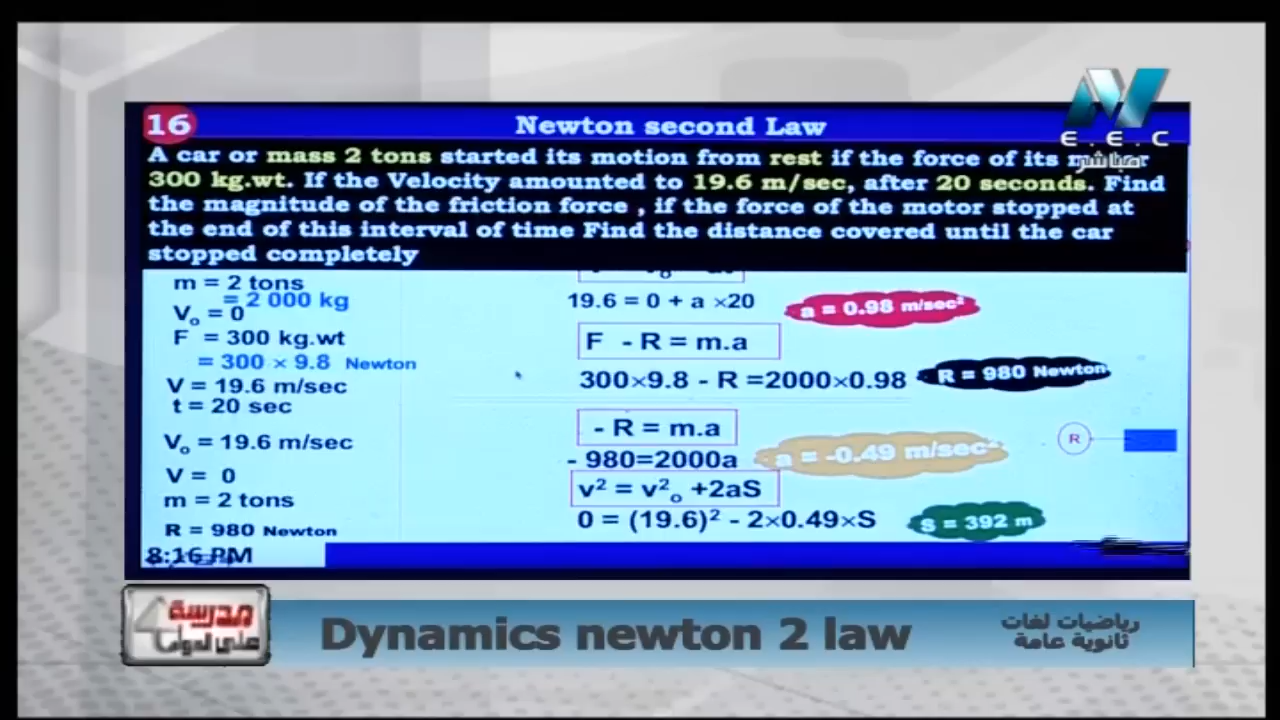 16
Newton second Law
A car or mass 2 tons started its motion from rest if the force of its
300 kg.wt. If the Velocity amounted to 19.6 m/sec, after 20 seconds. Find
the magnitude of the friction force , if the force of the motor stopped at
the end of this interval of time Find the distance covered until the car
stopped completely
m = 2 tons
= 2 000 kg
Vₒ = 0
F = 300 kg.wt
= 300 × 9.8 Newton
V = 19.6 m/sec
t = 20 sec
Vₒ = 19.6 m/sec
V = 0
m = 2 tons
R = 980 Newton
8:16 PM
19.6 = 0 + a ×20
a = 0.98 m/sec²
F - R = m.a
300×9.8 - R =2000×0.98
R = 980 Newton
- R = m.a
- 980=2000a
a = -0.49 m/sec²
R
v² = v²ₒ +2aS
0 = (19.6)² - 2×0.49×S
S = 392 m
E.E.C
مباشر
مدرسة
على الهواء
Dynamics newton 2 law
رياضيات لغات
ثانوية عامة